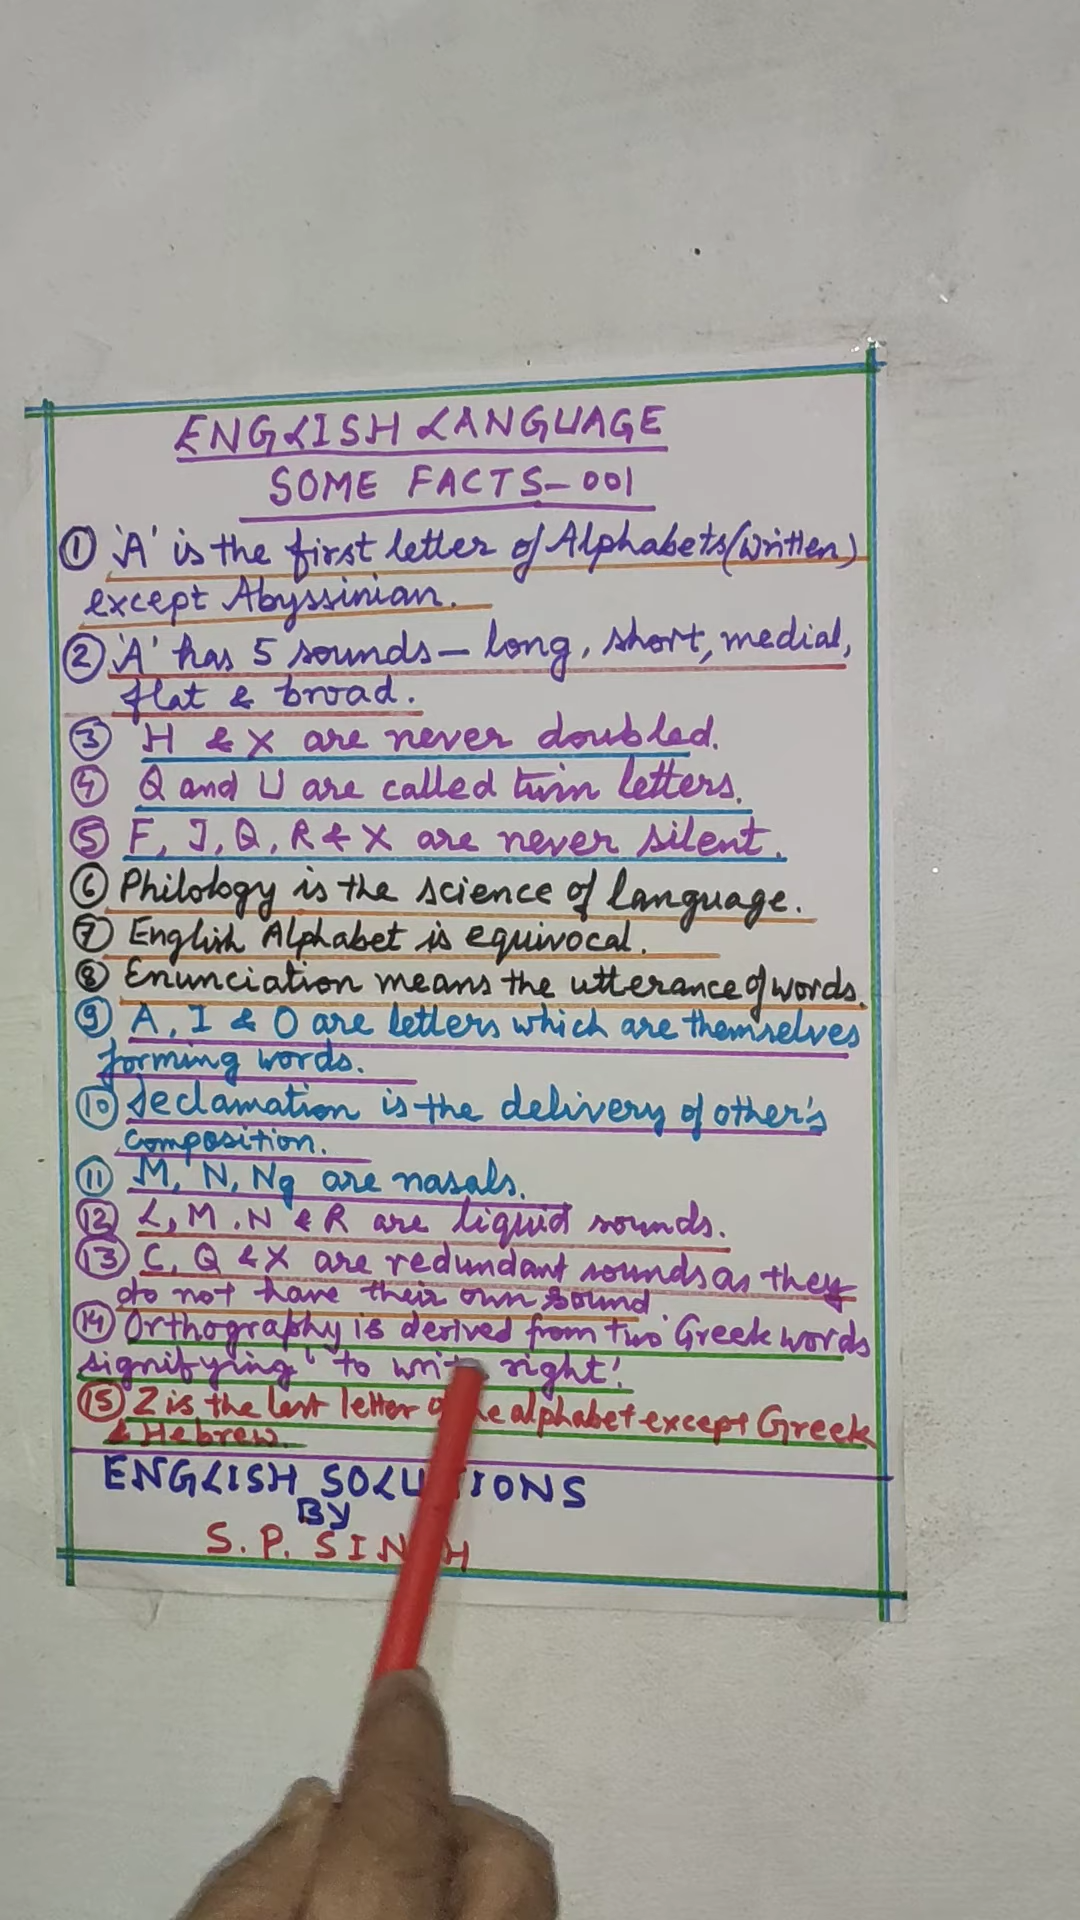 ENGLISH LANGUAGE
SOME FACTS-001
① 'A' is the first letter of Alphabets (written)
except Abyssinian.
② 'A' has 5 sounds - long, short, medial,
flat & broad.
③ H & X are never doubled.
④ Q and U are called twin letters.
⑤ F, J, Q, R & X are never silent.
⑥ Philology is the science of language.
⑦ English Alphabet is equivocal.
⑧ Enunciation means the utterance of words.
⑨ A, I & O are letters which are themselves
forming words.
⑩ Declamation is the delivery of other's
composition.
⑪ M, N, Ng are nasals.
⑫ L, M, N & R are liquid sounds.
⑬ C, Q & X are redundant sounds as they
do not have their own sound.
⑭ Orthography is derived from two Greek words
signifying 'to right'.
⑮ Z is the last letter alphabet except Greek
& Hebrew.
ENGLISH SOLUTIONS
BY
S. P. SINGH